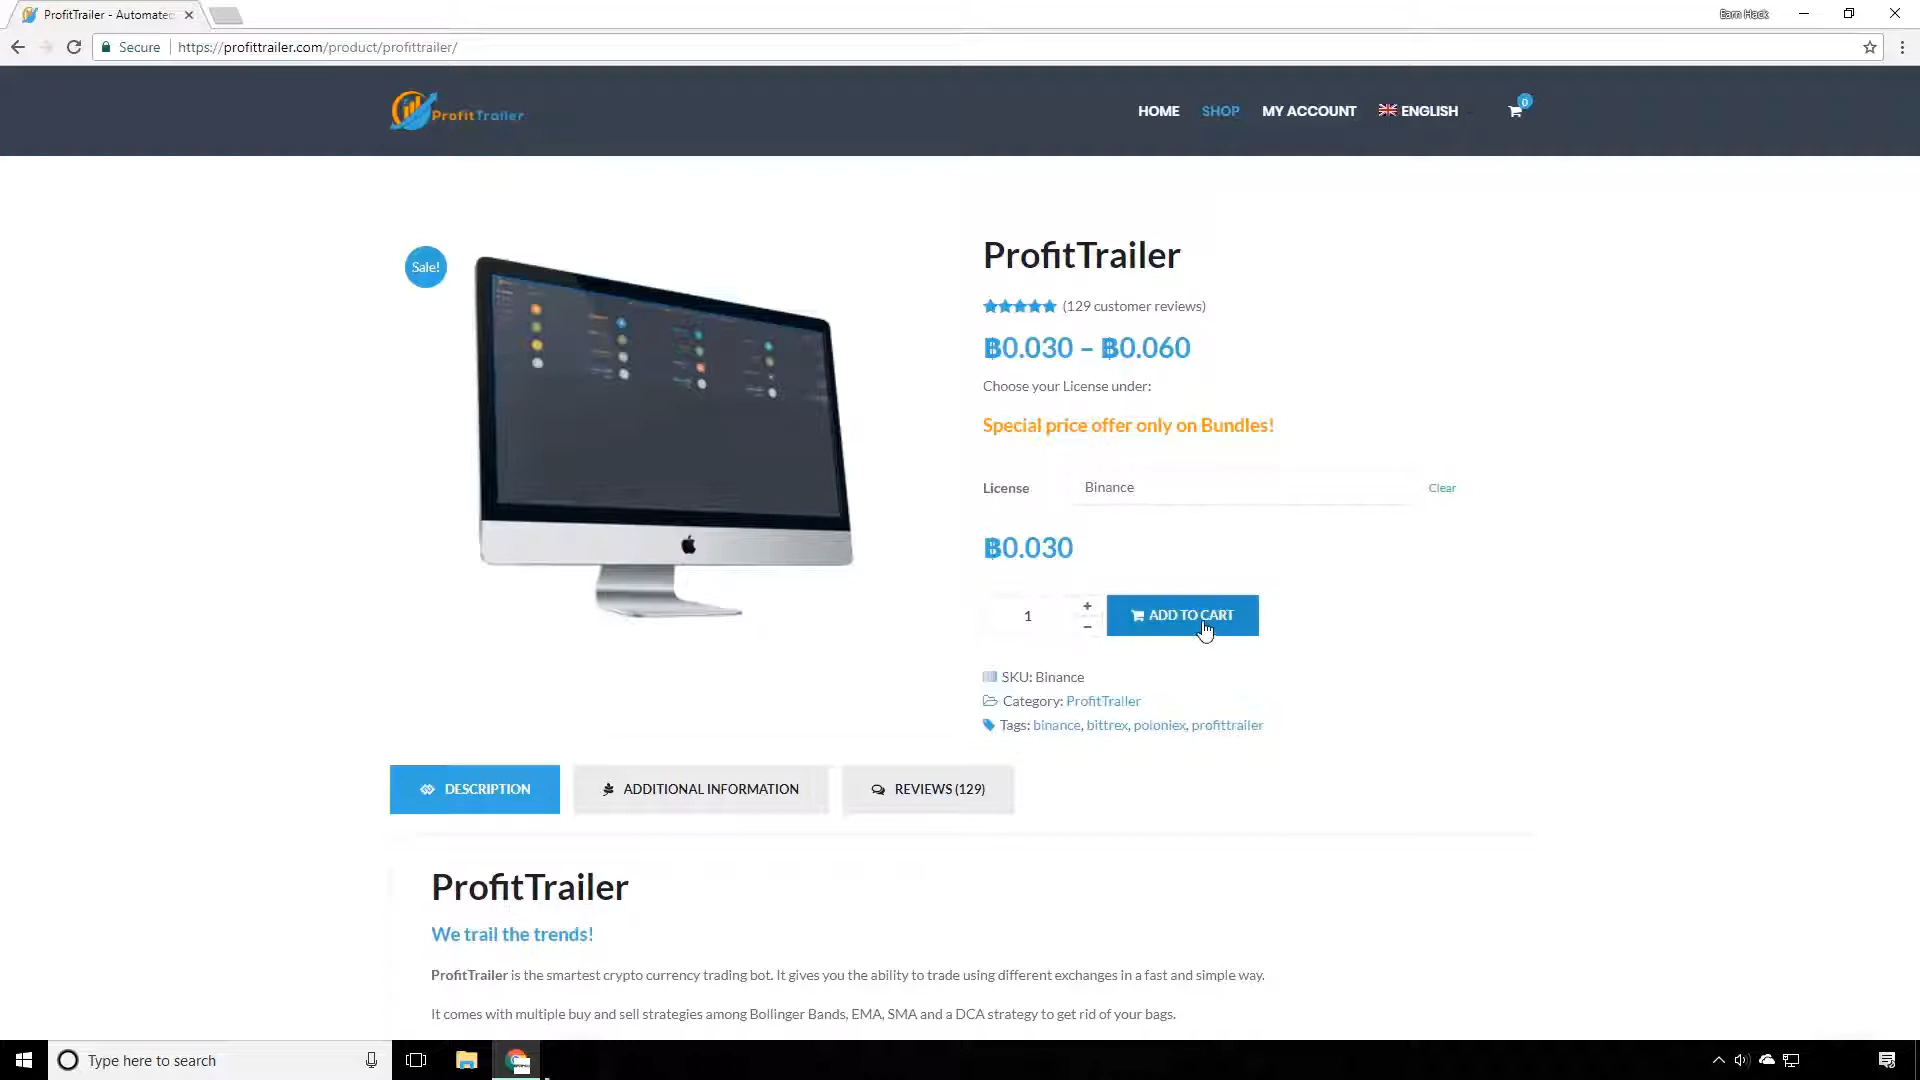 ProfitTrailer - Automated
Earn Hack
Secure
https://profittrailer.com/product/profittrailer/
ProfitTrailer
HOME
SHOP
MY ACCOUNT
ENGLISH
0
Sale!
ProfitTrailer
(129 customer reviews)
฿0.030 – ฿0.060
Choose your License under:
Special price offer only on Bundles!
License
Binance
Clear
฿0.030
1
+
−
ADD TO CART
SKU: Binance
Category: ProfitTrailer
Tags: binance, bittrex, poloniex, profittrailer
DESCRIPTION
ADDITIONAL INFORMATION
REVIEWS (129)
ProfitTrailer
We trail the trends!
ProfitTrailer is the smartest crypto currency trading bot. It gives you the ability to trade using different exchanges in a fast and simple way.
It comes with multiple buy and sell strategies among Bollinger Bands, EMA, SMA and a DCA strategy to get rid of your bags.
Type here to search